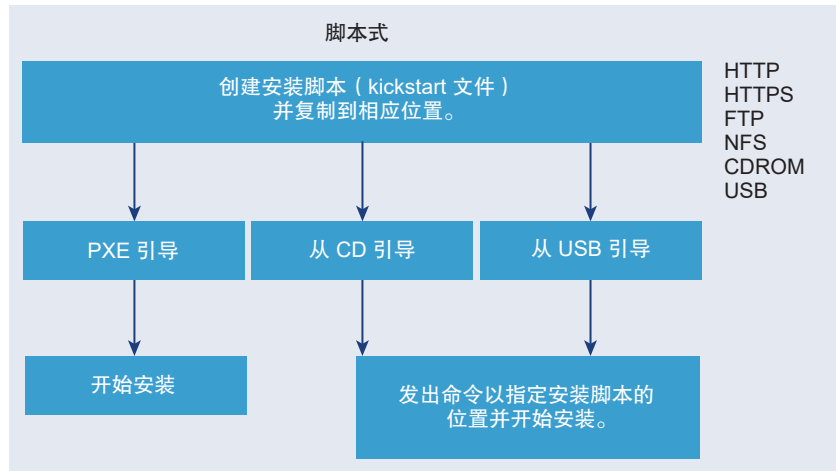 脚本式
创建安装脚本（kickstart 文件）
并复制到相应位置。
HTTP
HTTPS
FTP
NFS
CDROM
USB
PXE 引导
从 CD 引导
从 USB 引导
开始安装
发出命令以指定安装脚本的
位置并开始安装。